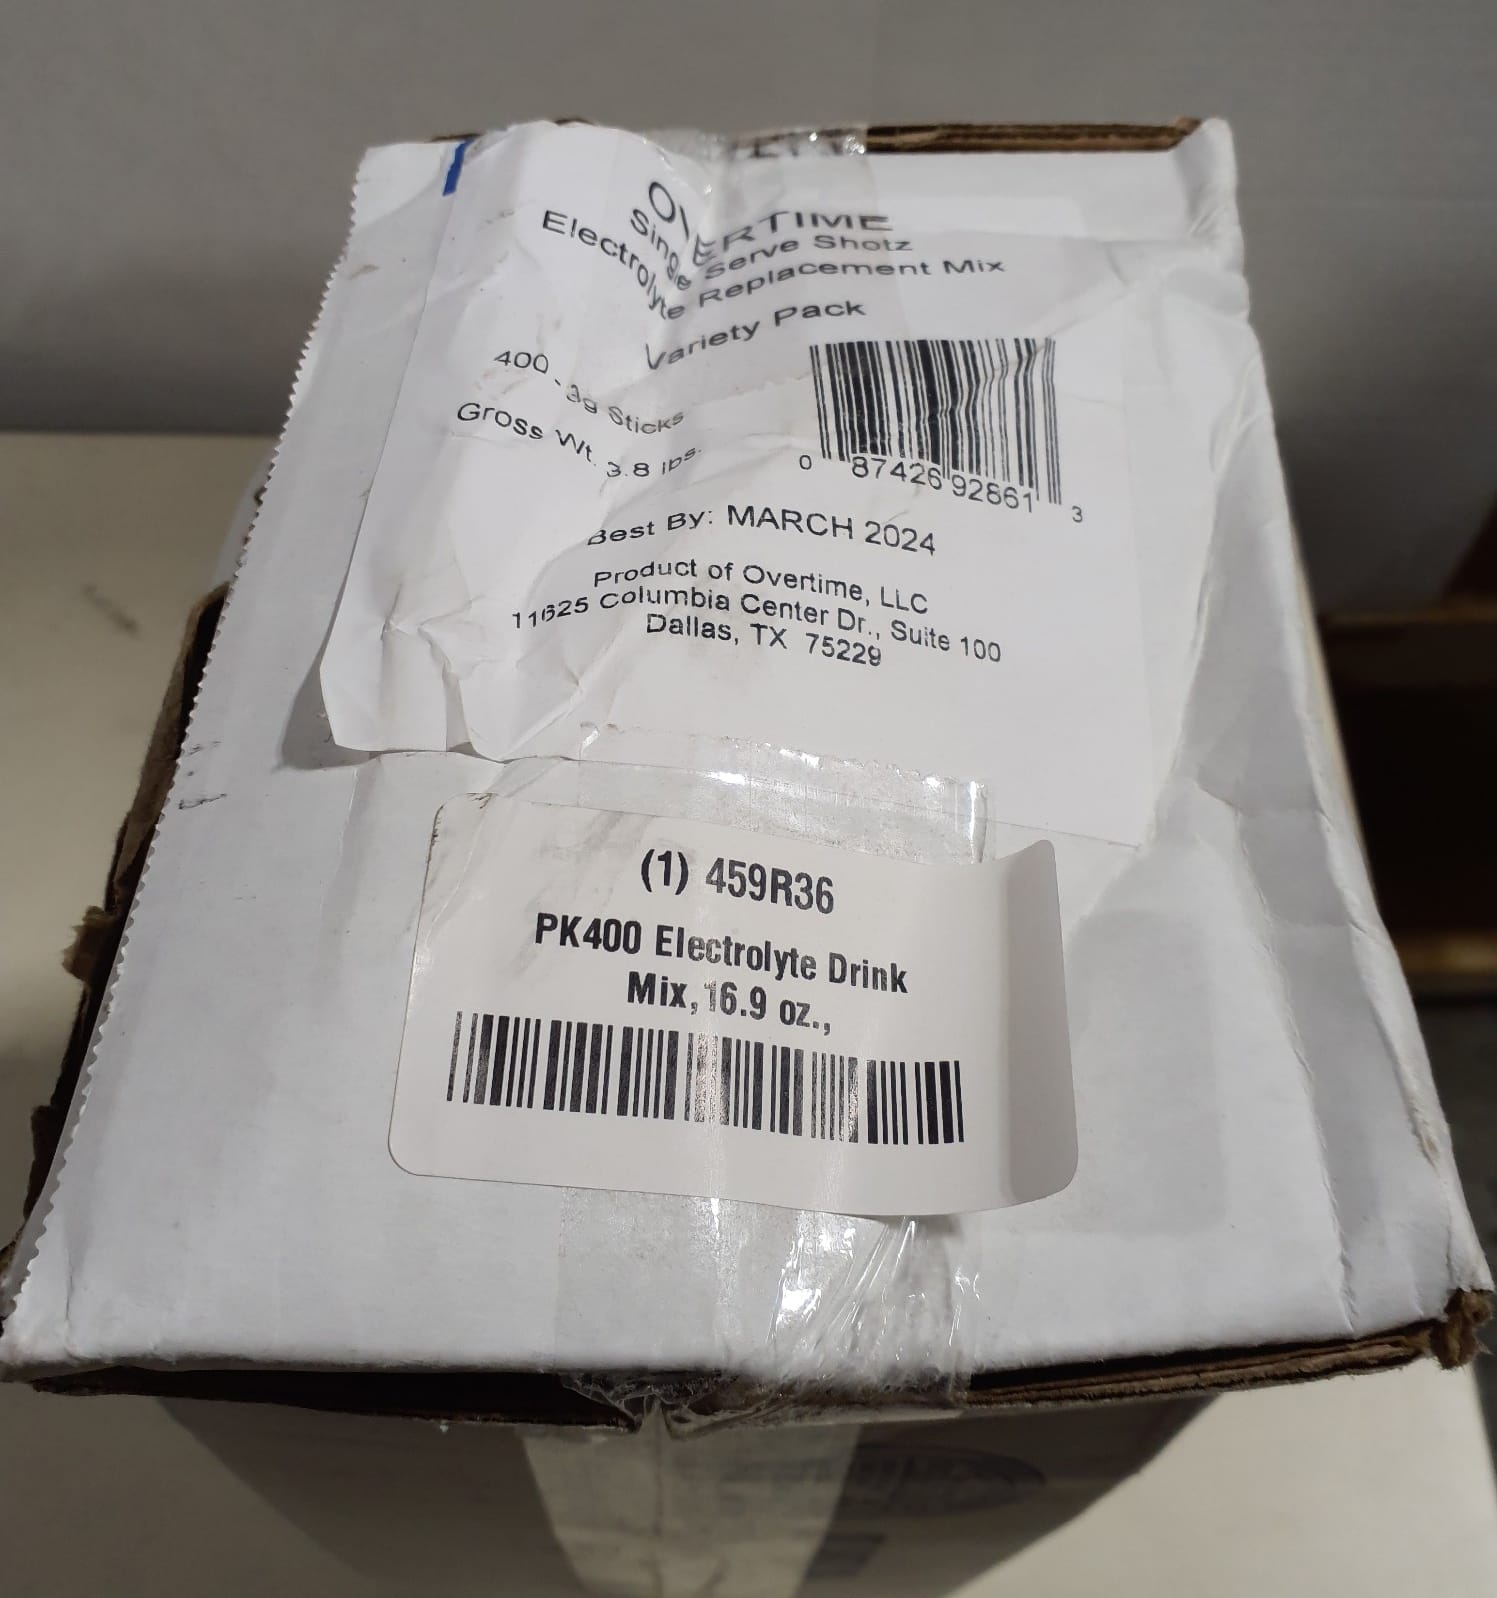 OVERTIME
Single Serve Shotz
Electrolyte Replacement Mix
Variety Pack
400 - 3g Sticks
Gross Wt. 3.8 lbs.
0 87426 92661 3
Best By: MARCH 2024
Product of Overtime, LLC
11625 Columbia Center Dr., Suite 100
Dallas, TX 75229
(1) 459R36
PK400 Electrolyte Drink
Mix, 16.9 oz.,